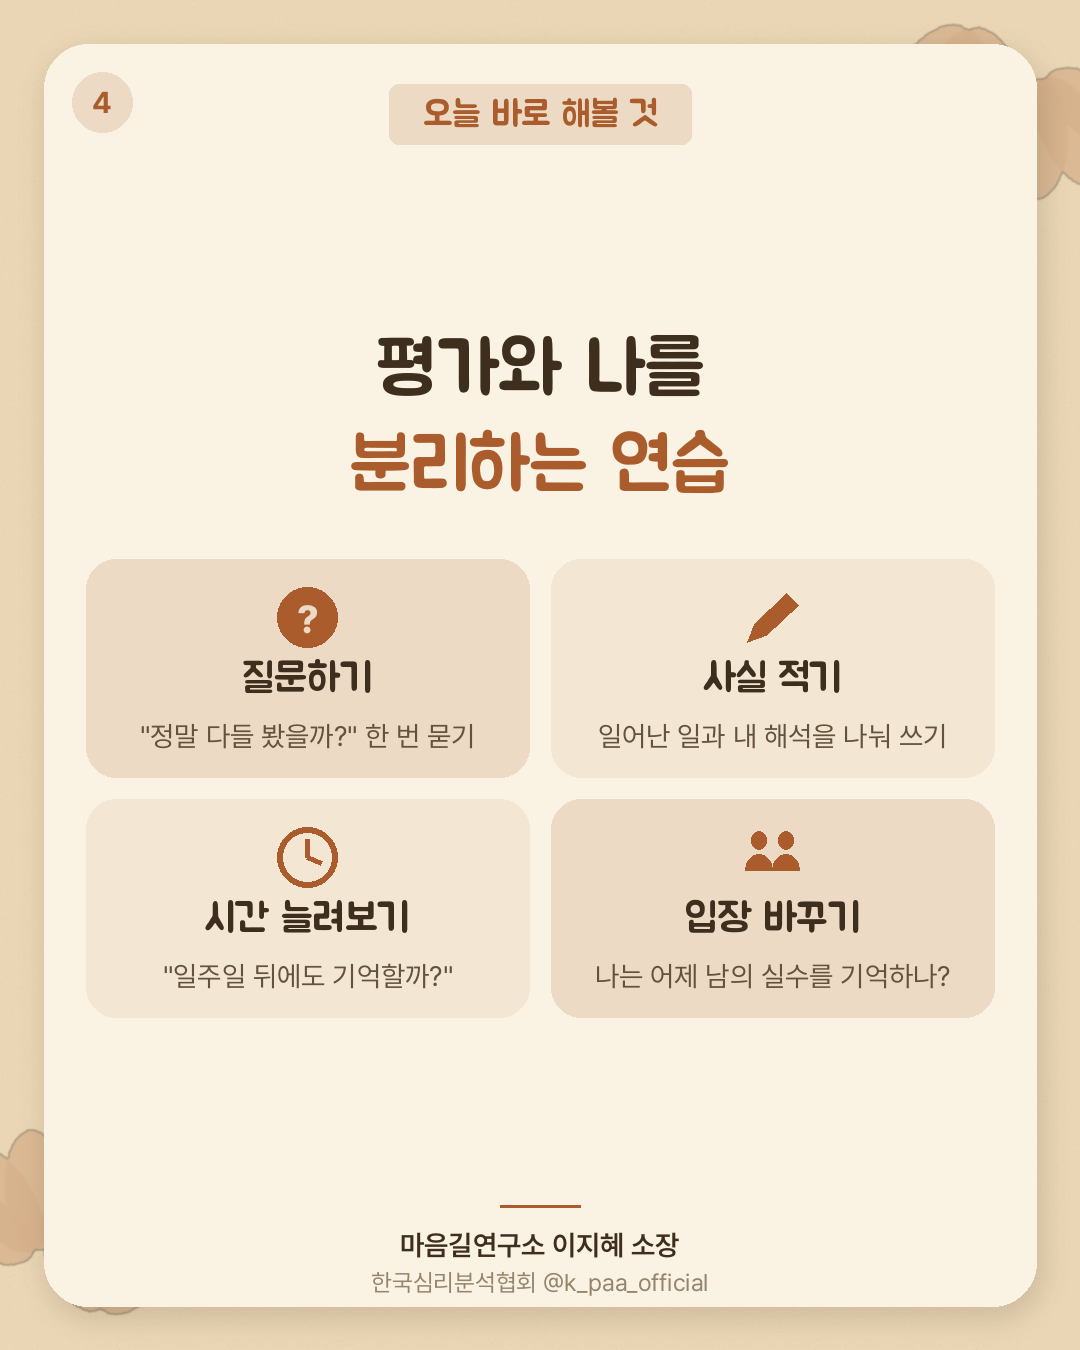 4
오늘 바로 해볼 것
평가와 나를
분리하는 연습
?
질문하기
"정말 다들 봤을까?" 한 번 묻기
사실 적기
일어난 일과 내 해석을 나눠 쓰기
시간 늘려보기
"일주일 뒤에도 기억할까?"
입장 바꾸기
나는 어제 남의 실수를 기억하나?
마음길연구소 이지혜 소장
한국심리분석협회 @k_paa_official